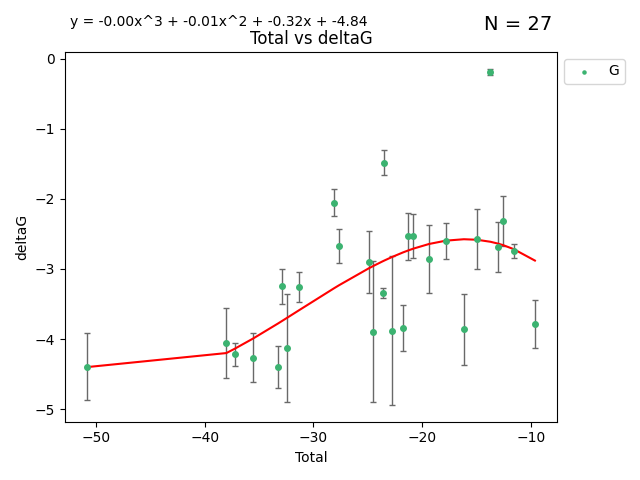 y = -0.00x^3 + -0.01x^2 + -0.32x + -4.84
N = 27
Total vs deltaG
G
0
−1
−2
−3
−4
−5
deltaG
−50
−40
−30
−20
−10
Total